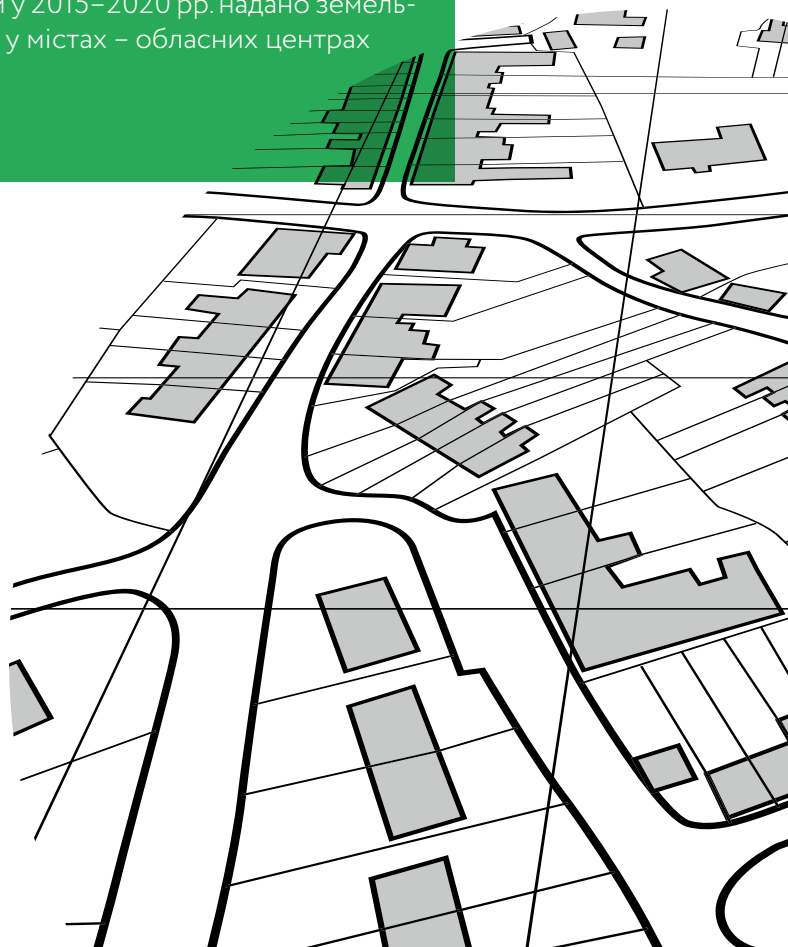 у 2015–2020 рр. надано земель-
у містах – обласних центрах